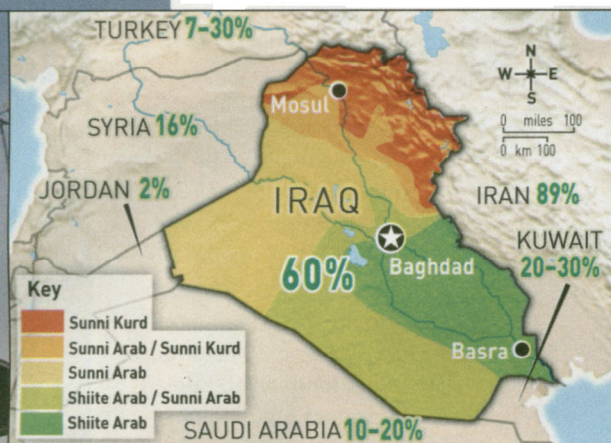 TURKEY 7–30%
N
W E
S
Mosul
0 miles 100
0 km 100
SYRIA 16%
JORDAN 2%
IRAQ
IRAN 89%
KUWAIT
20–30%
Baghdad
60%
Key
Sunni Kurd
Sunni Arab / Sunni Kurd
Sunni Arab
Shiite Arab / Sunni Arab
Shiite Arab
Basra
SAUDI ARABIA 10–20%